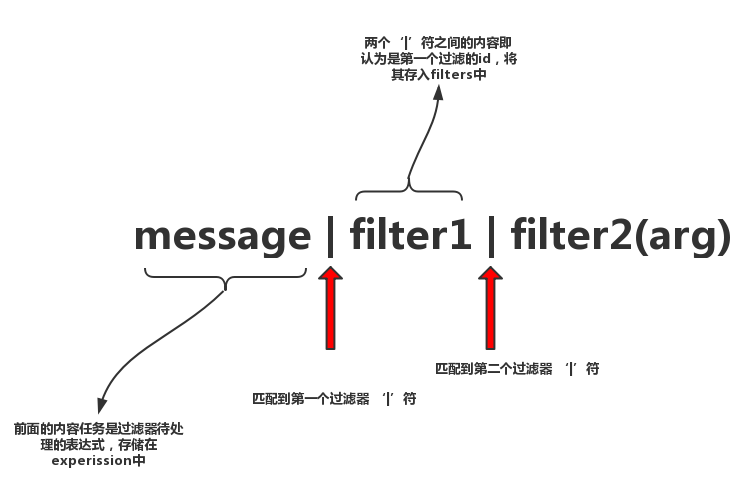 两个‘|’符之间的内容即
认为是第一个过滤的id，将
其存入filters中
message | filter1 | filter2(arg)
匹配到第二个过滤器 ‘|’符
匹配到第一个过滤器 ‘|’符
前面的内容任务是过滤器待处
理的表达式，存储在
experission中